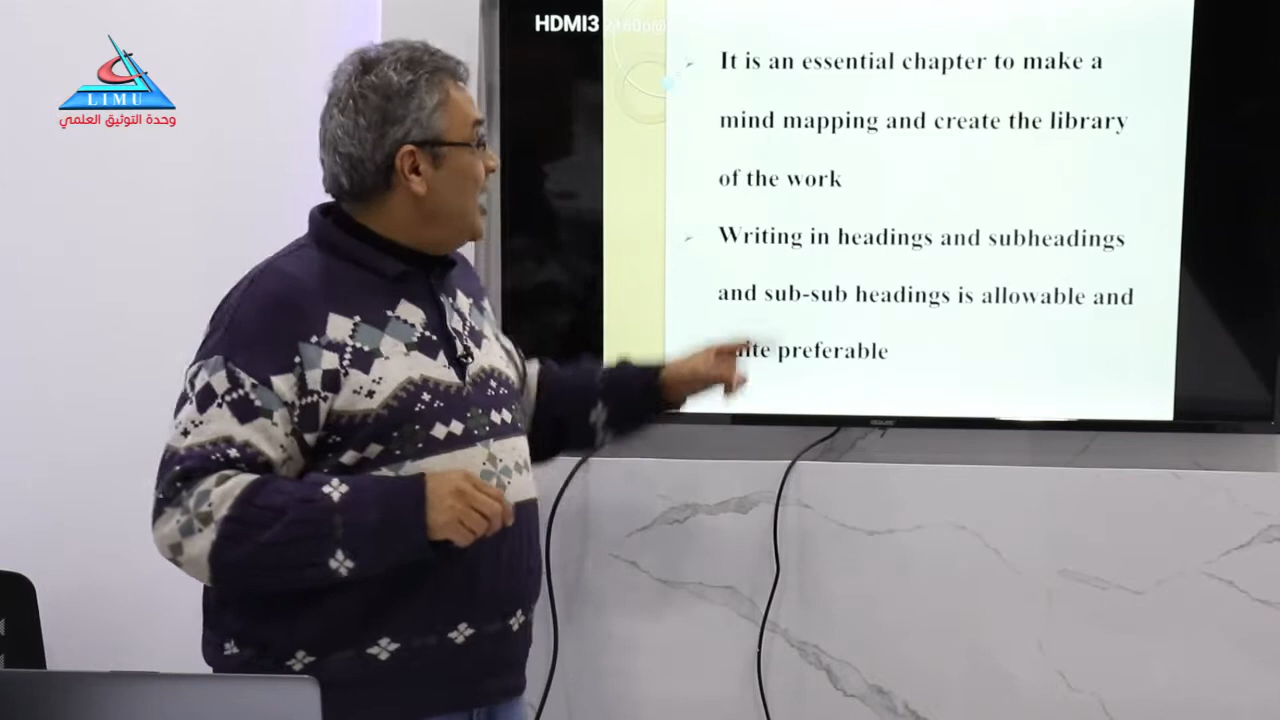 HDMI3
It is an essential chapter to make a
mind mapping and create the library
of the work
Writing in headings and subheadings
and sub-sub headings is allowable and
preferable
LIMU
وحدة التوثيق العلمي